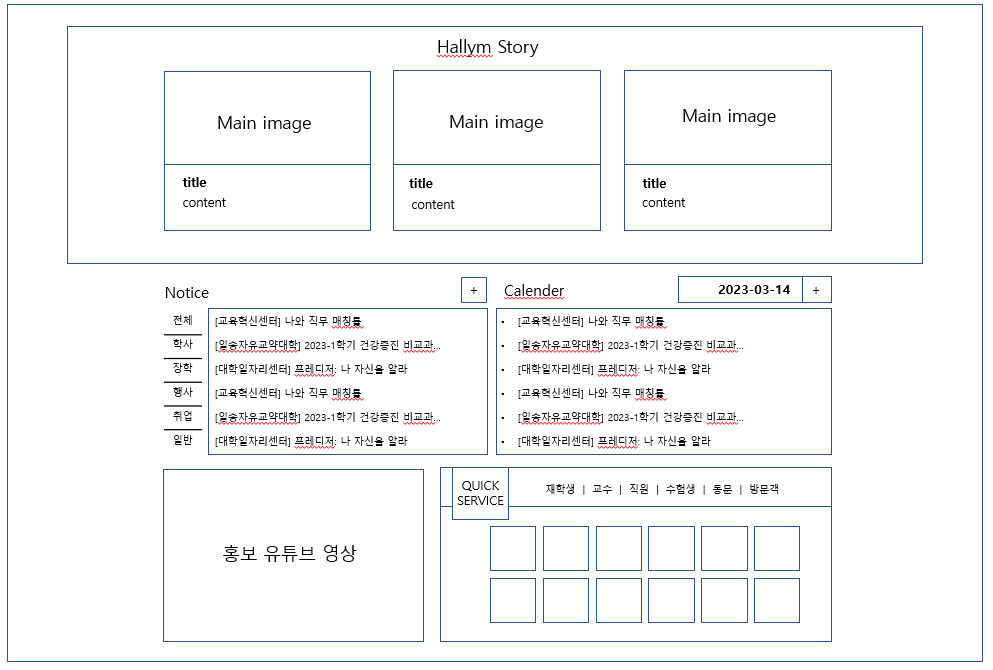 Hallym Story
Main image
title
content
Main image
title
content
Main image
title
content
Notice
+
전체
학사
장학
행사
취업
일반
[교육혁신센터] 나와 직무 매칭률
[일송자유교약대학] 2023-1학기 건강증진 비교과...
[대학일자리센터] 프레디저: 나 자신을 알라
[교육혁신센터] 나와 직무 매칭률
[일송자유교약대학] 2023-1학기 건강증진 비교과...
[대학일자리센터] 프레디저: 나 자신을 알라
Calender
2023-03-14
+
• [교육혁신센터] 나와 직무 매칭률
• [일송자유교약대학] 2023-1학기 건강증진 비교과...
• [대학일자리센터] 프레디저: 나 자신을 알라
• [교육혁신센터] 나와 직무 매칭률
• [일송자유교약대학] 2023-1학기 건강증진 비교과...
• [대학일자리센터] 프레디저: 나 자신을 알라
홍보 유튜브 영상
QUICK
SERVICE
재학생 | 교수 | 직원 | 수험생 | 동문 | 방문객